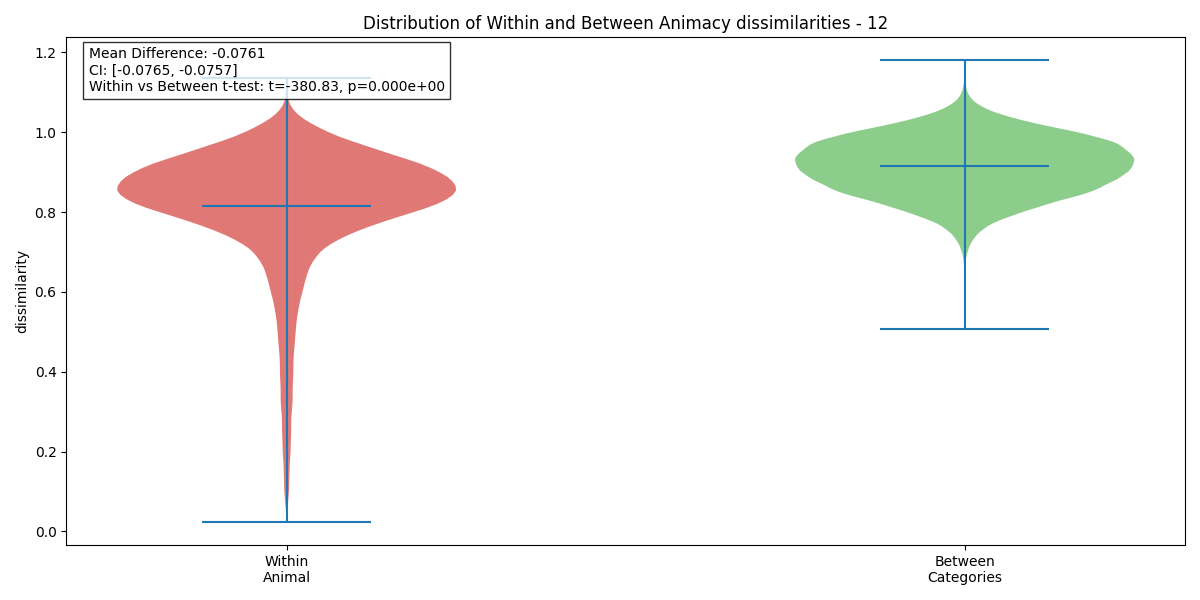 Distribution of Within and Between Animacy dissimilarities - 12
Mean Difference: -0.0761
CI: [-0.0765, -0.0757]
Within vs Between t-test: t=-380.83, p=0.000e+00
1.2
1.0
0.8
0.6
0.4
0.2
0.0
dissimilarity
Within
Animal
Between
Categories